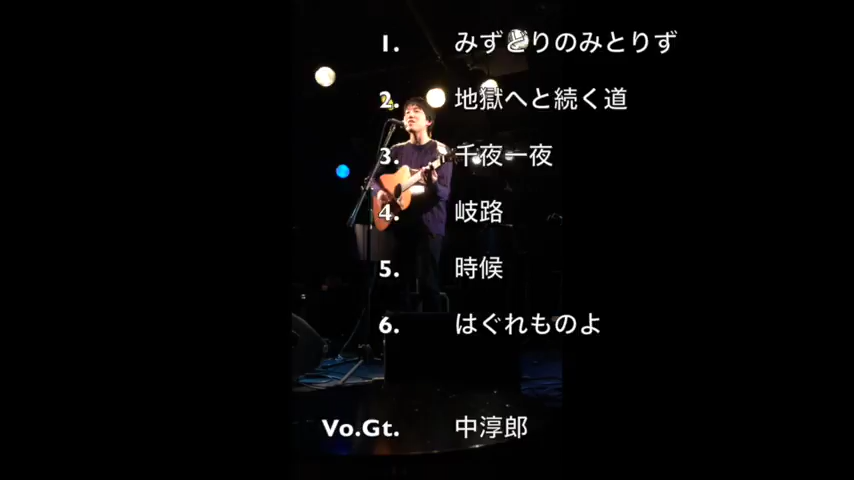 1. みずどりのみとりず
2. 地獄へと続く道
3. 千夜一夜
4. 岐路
5. 時候
6. はぐれものよ
Vo.Gt. 中淳郎